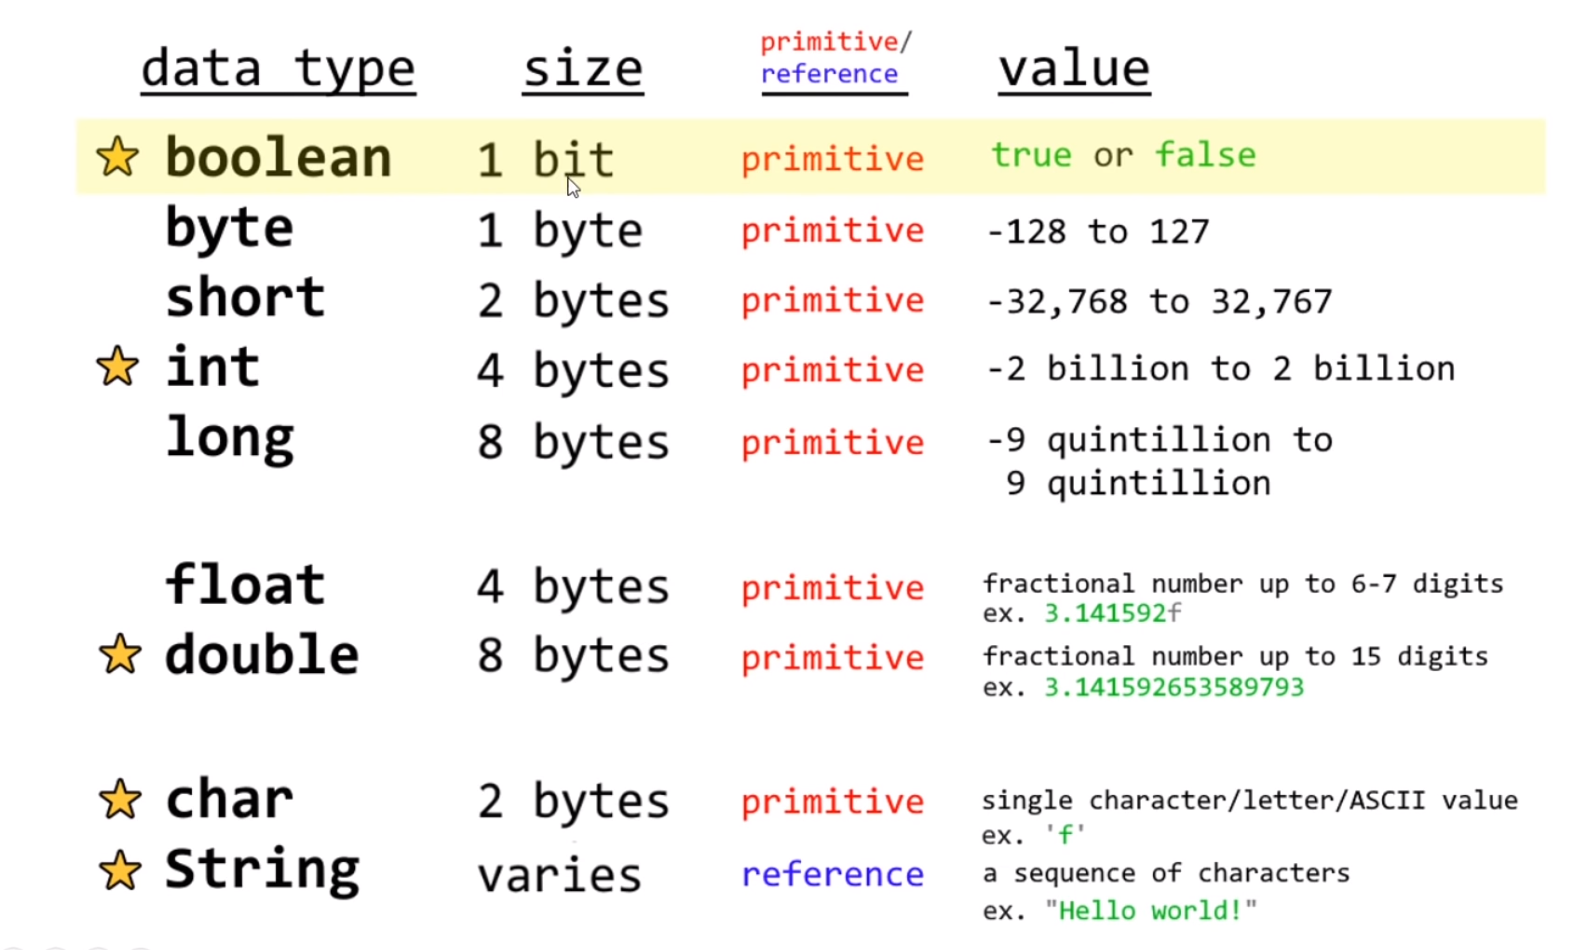 data type size primitive/ value
reference
boolean 1 bit primitive true or false
byte 1 byte primitive -128 to 127
short 2 bytes primitive -32,768 to 32,767
int 4 bytes primitive -2 billion to 2 billion
long 8 bytes primitive -9 quintillion to
9 quintillion
float 4 bytes primitive fractional number up to 6-7 digits
ex. 3.141592f
double 8 bytes primitive fractional number up to 15 digits
ex. 3.141592653589793
char 2 bytes primitive single character/letter/ASCII value
ex. 'f'
String varies reference a sequence of characters
ex. "Hello world!"